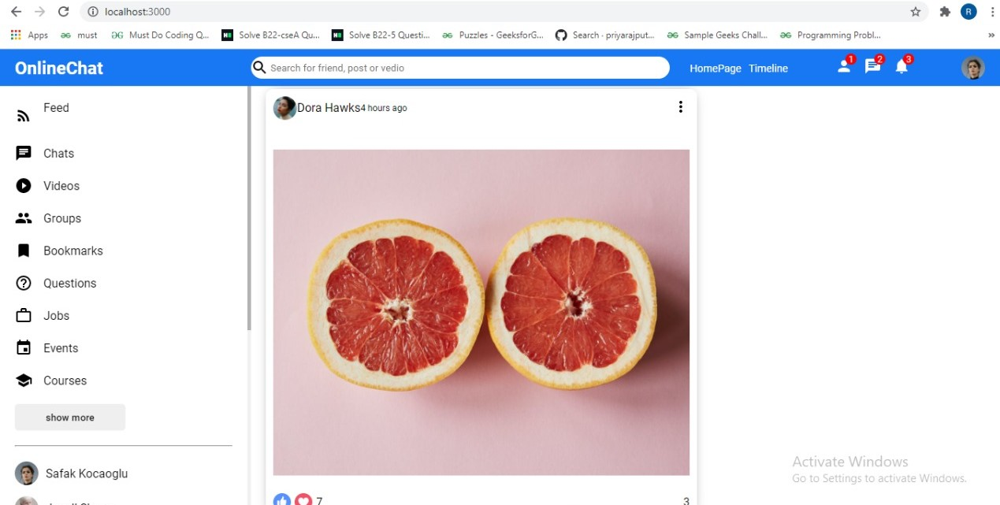 localhost:3000
R
Apps must Must Do Coding Q... Solve B22-cseA Qu... Solve B22-5 Questi... Puzzles - GeeksforG... Search · priyarajput... Sample Geeks Chall... Programming Probl... »
OnlineChat
Search for friend, post or vedio
HomePage Timeline
1 2 3
Feed
Chats
Videos
Groups
Bookmarks
Questions
Jobs
Events
Courses
show more
Safak Kocaoglu
Dora Hawks4 hours ago
7
3
Activate Windows
Go to Settings to activate Windows.